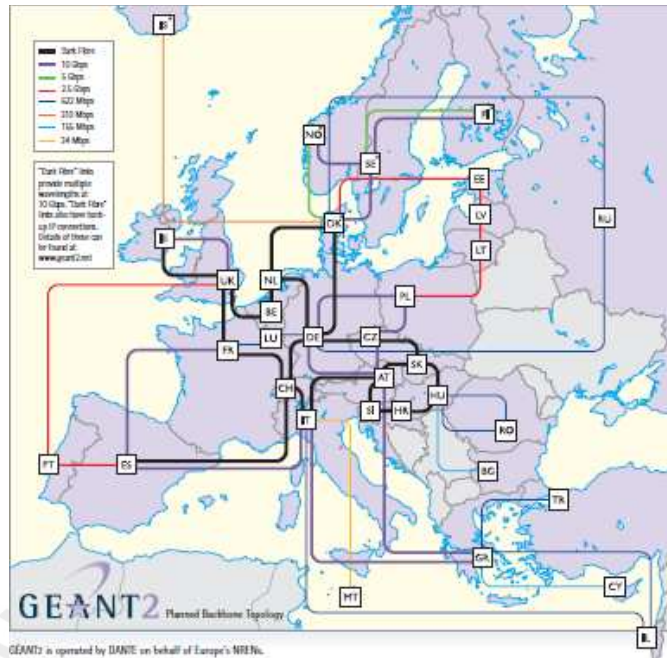 IS
Dark Fibre
10 Gbps
5 Gbps
2.5 Gbps
622 Mbps
310 Mbps
155 Mbps
34 Mbps
"Dark Fibre" links
provide multiple
wavelengths at
10 Gbps. "Dark Fibre"
links also have back-
up IP connections.
Details of these can
be found at
www.geant2.net
NO
FI
SE
EE
LV
RU
DK
LT
IE
UK
NL
PL
BE
LU
DE
CZ
FR
SK
AT
CH
HU
SI
HR
IT
RO
PT
ES
BG
TR
GR
CY
MT
IL
GEANT2 Planned Backbone Topology
GÉANT2 is operated by DANTE on behalf of Europe's NRENs.